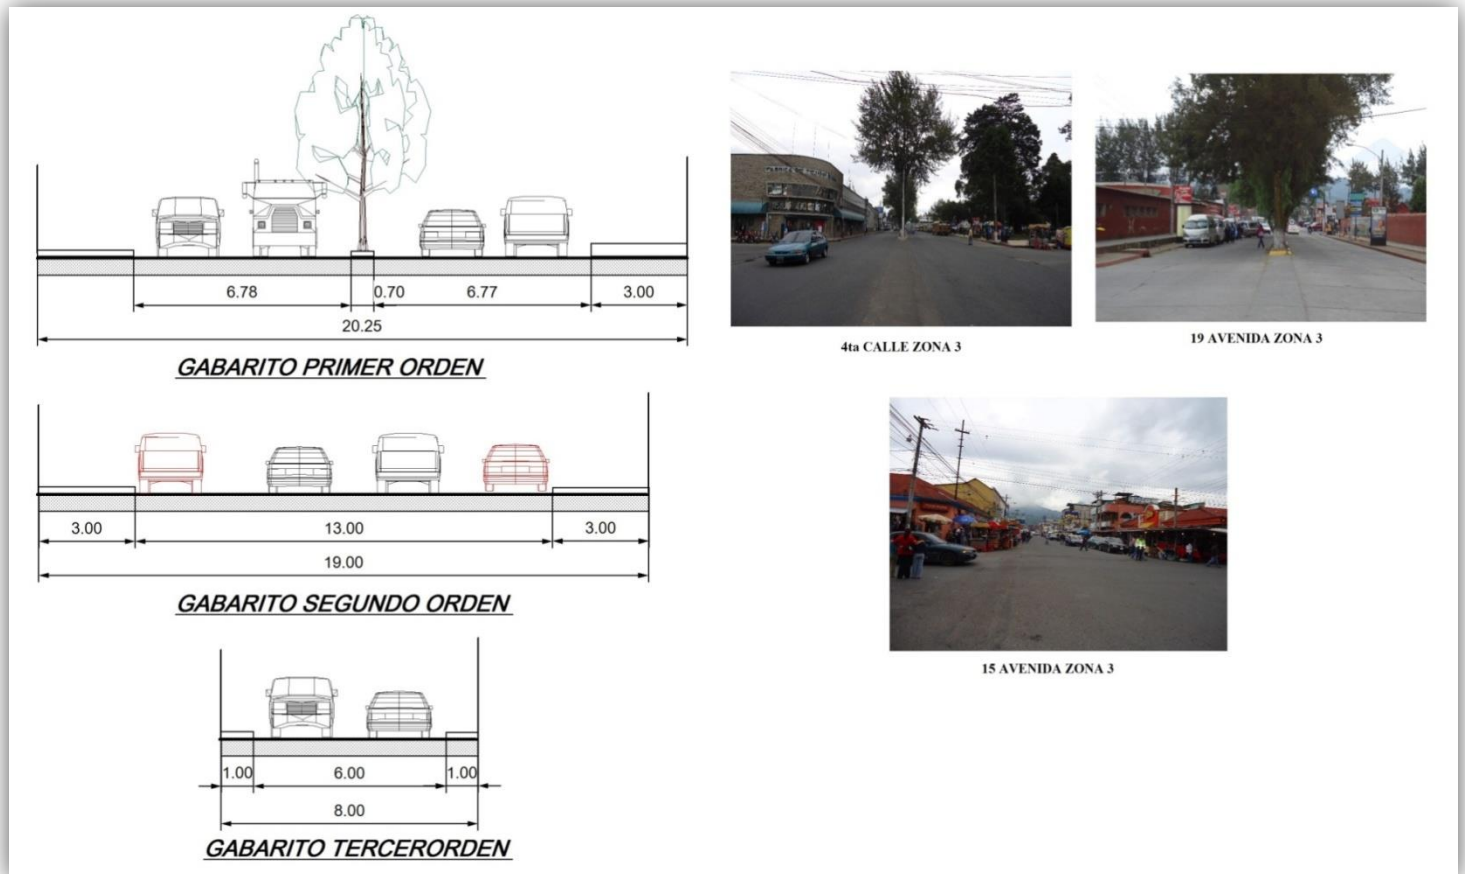 6.78 0.70 6.77 3.00
20.25
GABARITO PRIMER ORDEN
3.00 13.00 3.00
19.00
GABARITO SEGUNDO ORDEN
1.00 6.00 1.00
8.00
GABARITO TERCERORDEN
4ta CALLE ZONA 3
19 AVENIDA ZONA 3
15 AVENIDA ZONA 3